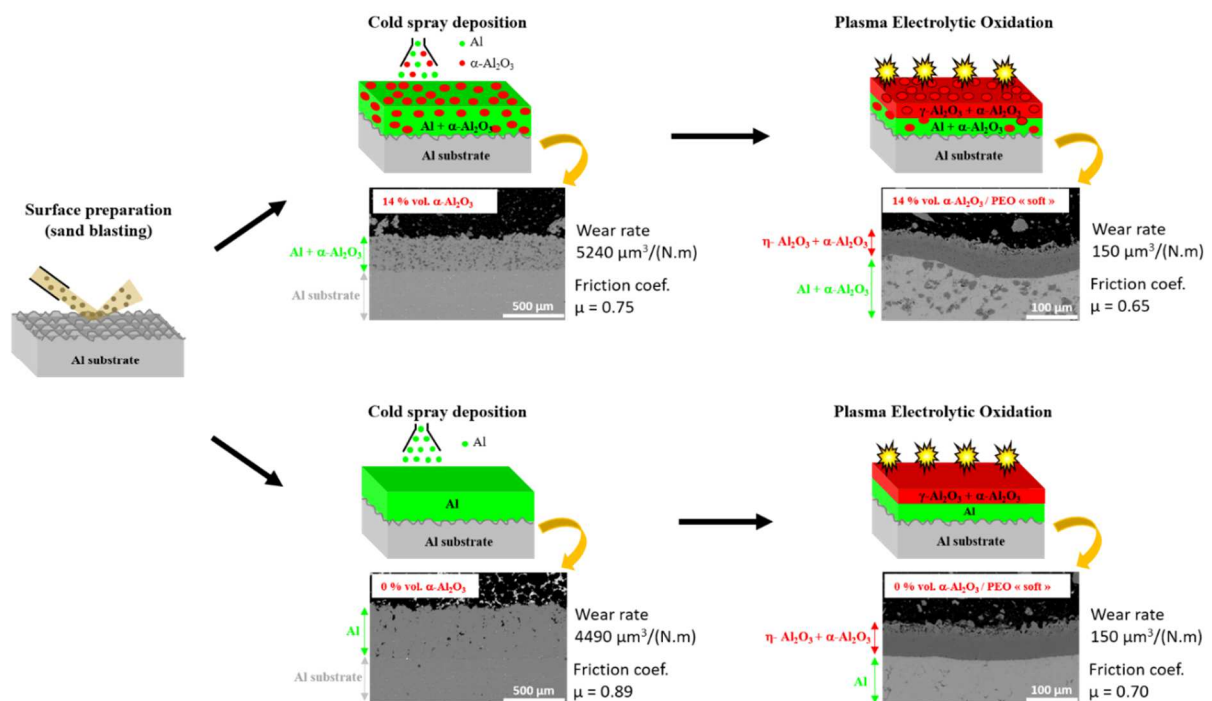 Surface preparation
(sand blasting)
Al substrate
Cold spray deposition
Al
α-Al₂O₃
Al + α-Al₂O₃
Al substrate
14 % vol. α-Al₂O₃
Al + α-Al₂O₃
Al substrate
500 µm
Wear rate
5240 µm³/(N.m)
Friction coef.
µ = 0.75
Plasma Electrolytic Oxidation
γ-Al₂O₃ + α-Al₂O₃
Al + α-Al₂O₃
Al substrate
14 % vol. α-Al₂O₃ / PEO « soft »
η- Al₂O₃ + α-Al₂O₃
Al + α-Al₂O₃
100 µm
Wear rate
150 µm³/(N.m)
Friction coef.
µ = 0.65
Cold spray deposition
Al
Al
Al substrate
0 % vol. α-Al₂O₃
Al
Al substrate
500 µm
Wear rate
4490 µm³/(N.m)
Friction coef.
µ = 0.89
Plasma Electrolytic Oxidation
γ-Al₂O₃ + α-Al₂O₃
Al
Al substrate
0 % vol. α-Al₂O₃ / PEO « soft »
η- Al₂O₃ + α-Al₂O₃
Al
100 µm
Wear rate
150 µm³/(N.m)
Friction coef.
µ = 0.70